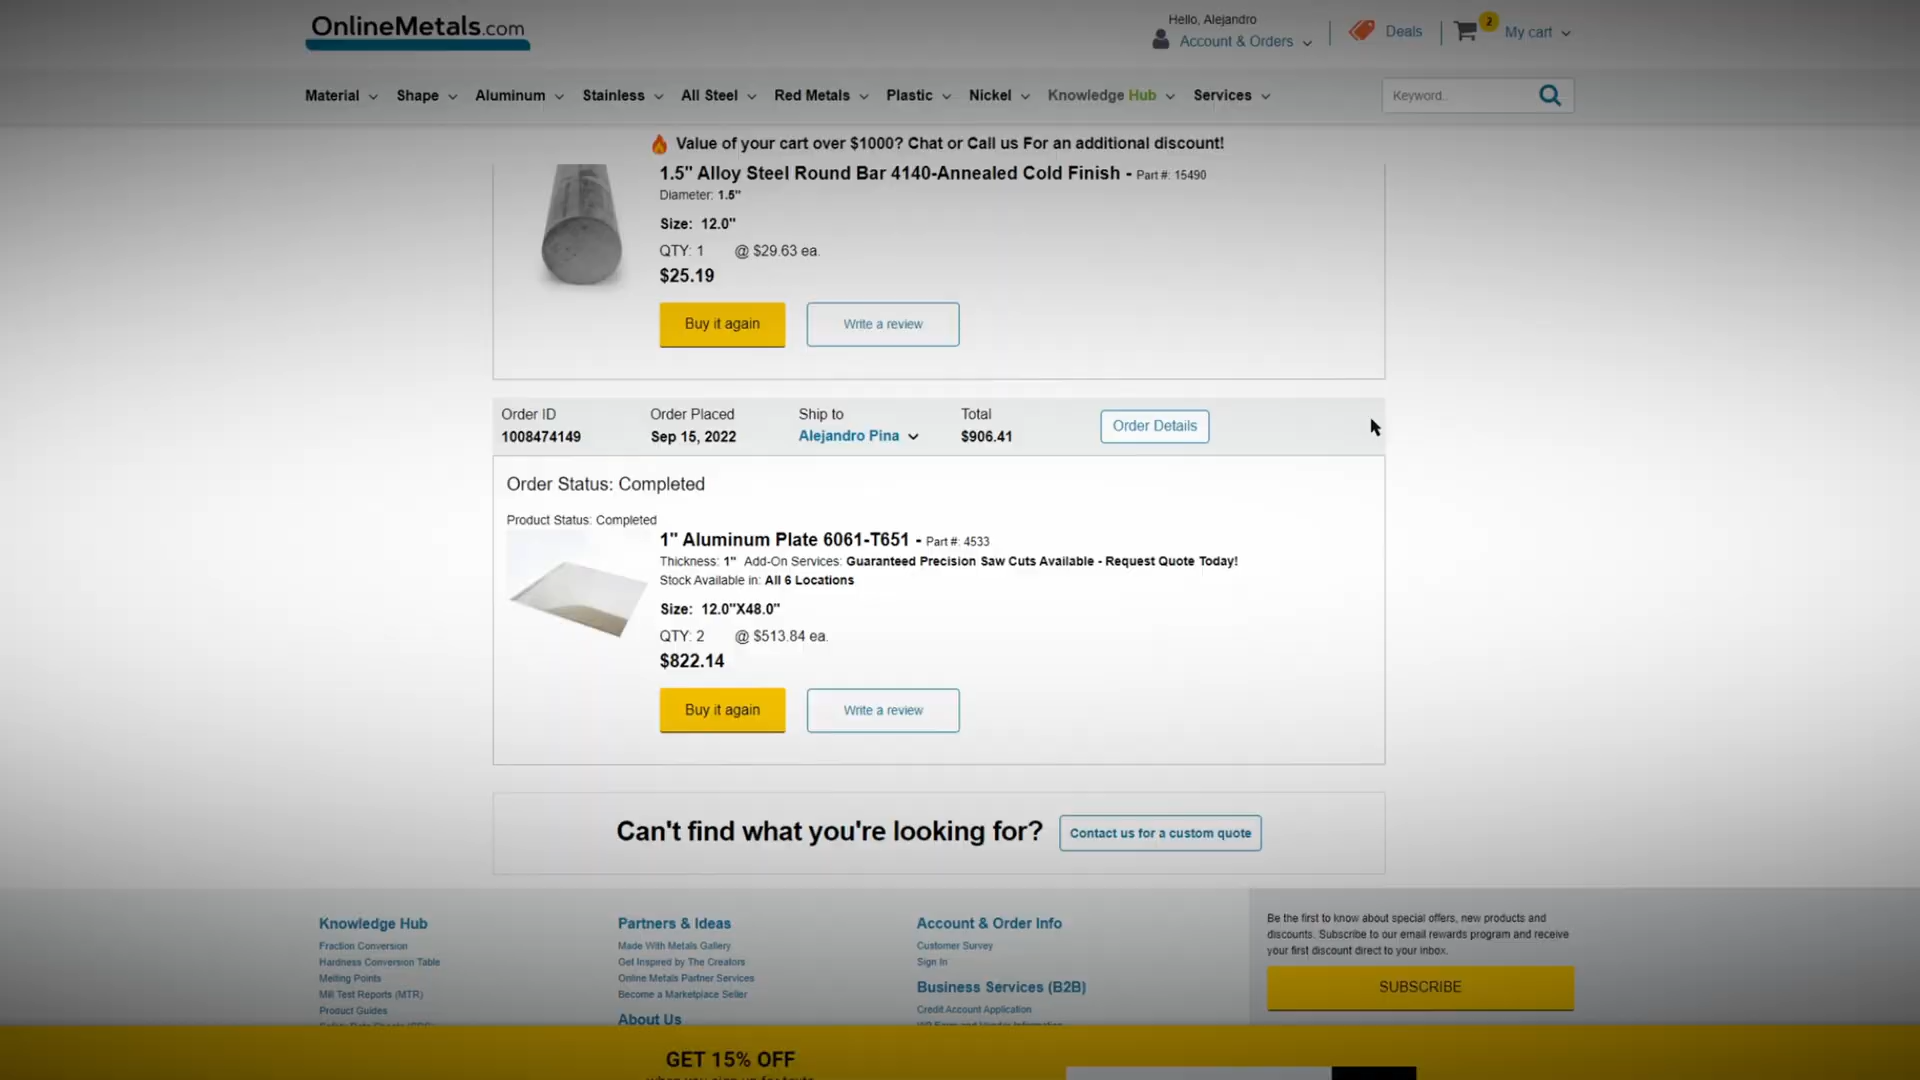 OnlineMetals.com
Hello, Alejandro
Account & Orders
Deals
2
My cart
Material
Shape
Aluminum
Stainless
All Steel
Red Metals
Plastic
Nickel
Knowledge Hub
Services
Keyword..
Value of your cart over $1000? Chat or Call us For an additional discount!
1.5" Alloy Steel Round Bar 4140-Annealed Cold Finish - Part #: 15490
Diameter: 1.5"
Size: 12.0"
QTY: 1 @ $29.63 ea.
$25.19
Buy it again
Write a review
Order ID
1008474149
Order Placed
Sep 15, 2022
Ship to
Alejandro Pina
Total
$906.41
Order Details
Order Status: Completed
Product Status: Completed
1" Aluminum Plate 6061-T651 - Part #: 4533
Thickness: 1" Add-On Services: Guaranteed Precision Saw Cuts Available - Request Quote Today!
Stock Available in: All 6 Locations
Size: 12.0"X48.0"
QTY: 2 @ $513.84 ea.
$822.14
Buy it again
Write a review
Can't find what you're looking for?
Contact us for a custom quote
Knowledge Hub
Fraction Conversion
Hardness Conversion Table
Melting Points
Mill Test Reports (MTR)
Product Guides
Partners & Ideas
Made With Metals Gallery
Get Inspired by The Creators
Online Metals Partner Services
Become a Marketplace Seller
About Us
Account & Order Info
Customer Survey
Sign In
Business Services (B2B)
Credit Account Application
Be the first to know about special offers, new products and
discounts. Subscribe to our email rewards program and receive
your first discount direct to your inbox.
SUBSCRIBE
GET 15% OFF